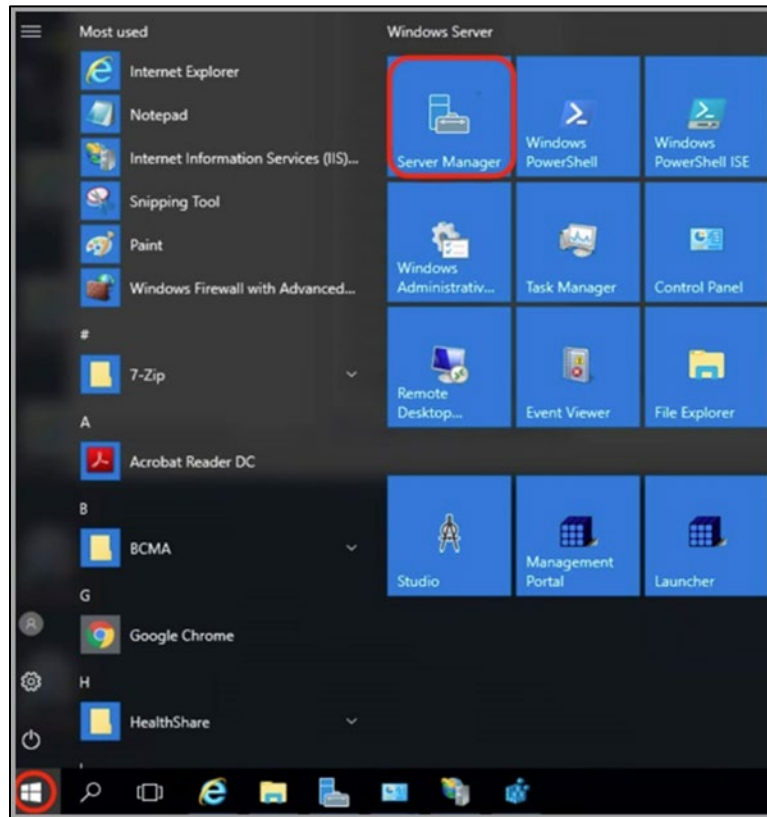 Most used
Internet Explorer
Notepad
Internet Information Services (IIS)...
Snipping Tool
Paint
Windows Firewall with Advanced...
#
7-Zip
A
Acrobat Reader DC
B
BCMA
G
Google Chrome
H
HealthShare
Windows Server
Server Manager
Windows
PowerShell
Windows
PowerShell ISE
Windows
Administrativ...
Task Manager
Control Panel
Remote
Desktop...
Event Viewer
File Explorer
Studio
Management
Portal
Launcher